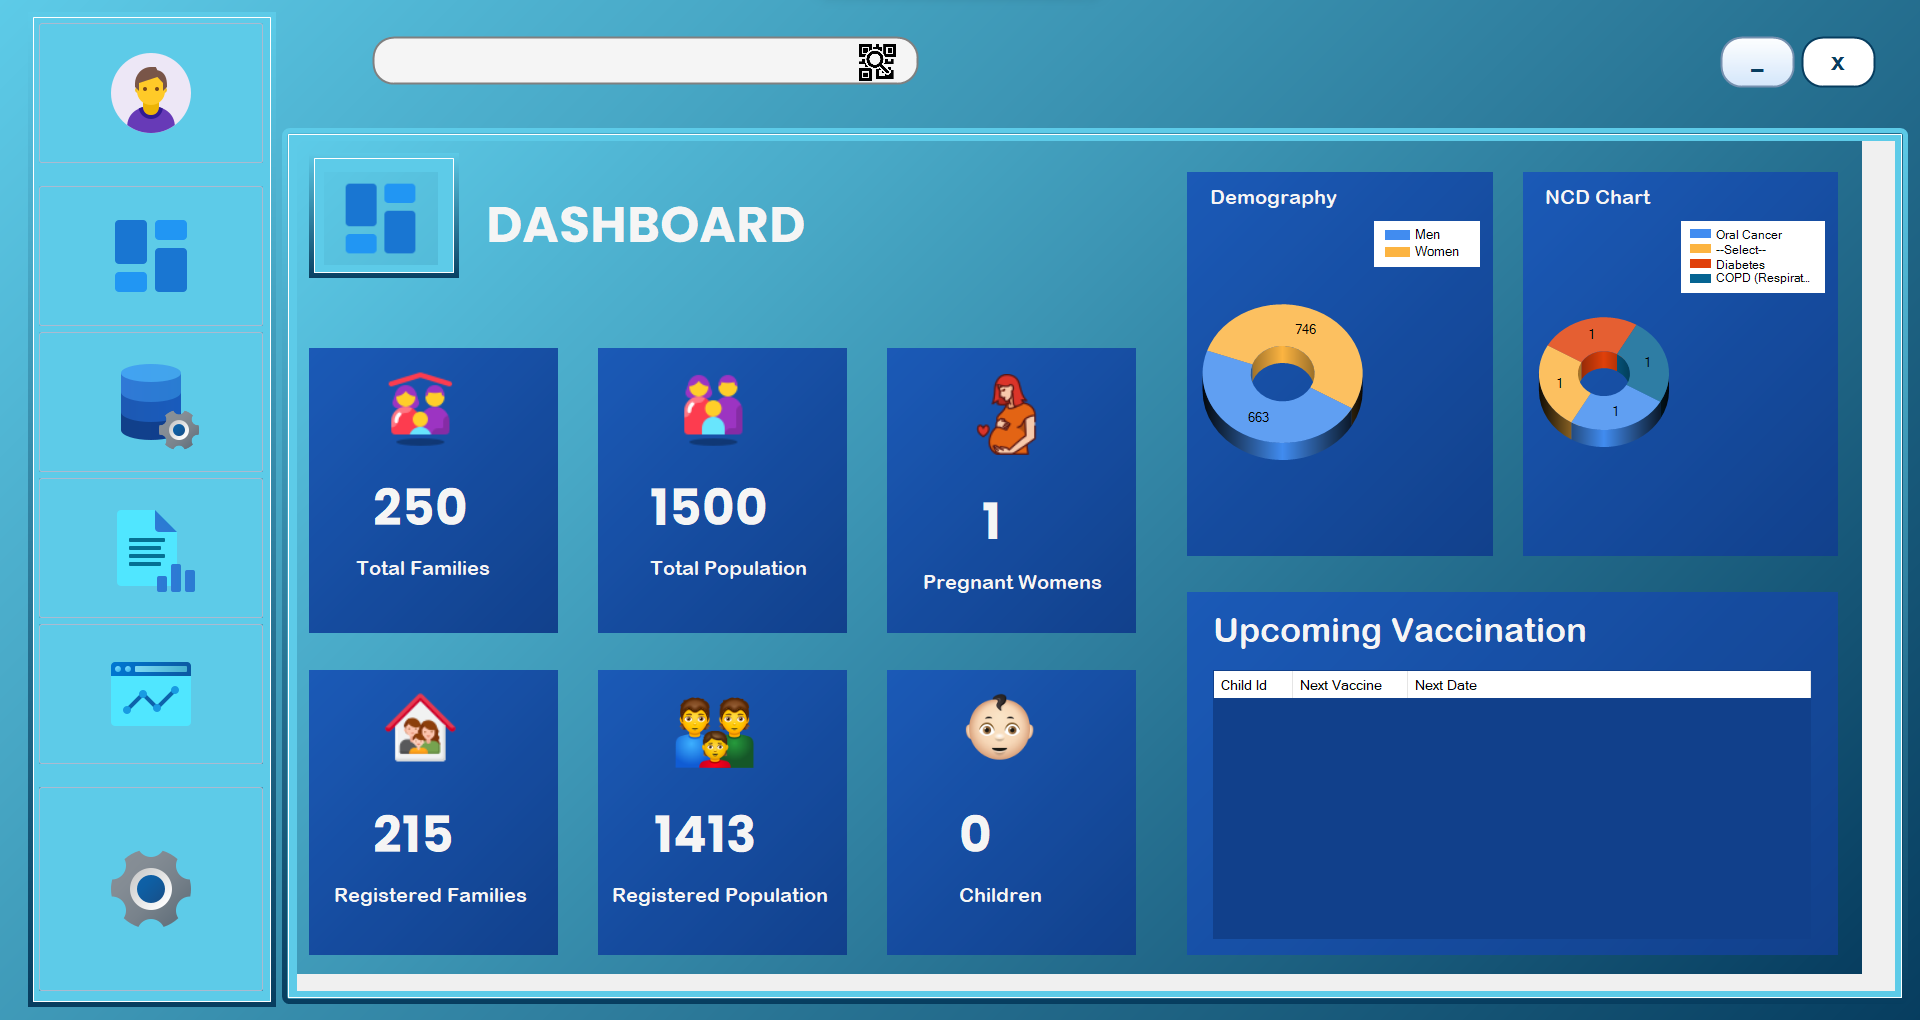 _
x
DASHBOARD
250
Total Families
1500
Total Population
1
Pregnant Womens
215
Registered Families
1413
Registered Population
0
Children
Demography
Men
Women
746
663
NCD Chart
Oral Cancer
--Select--
Diabetes
COPD (Respirat...
1
1
1
1
Upcoming Vaccination
Child Id Next Vaccine Next Date